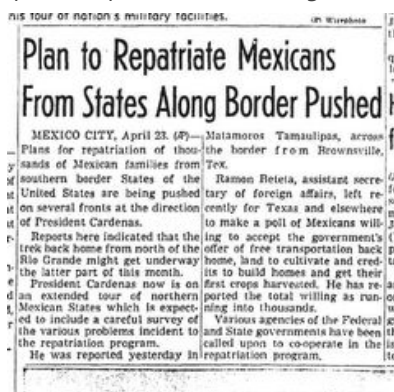 his tour of nation's military facilities.
(AP) Wirephoto
Plan to Repatriate Mexicans
From States Along Border Pushed
MEXICO CITY, April 23. (AP)—
Plans for repatriation of thou-
sands of Mexican families from
southern border States of the
United States are being pushed
on several fronts at the direction
of President Cardenas.
Reports here indicated that the
trek back home from north of the
Rio Grande might get underway
the latter part of this month.
President Cardenas now is on
an extended tour of northern
Mexican States which is expect-
ed to include a careful survey of
the various problems incident to
the repatriation program.
He was reported yesterday in
Matamoros Tamaulipas, across
the border from Brownsville,
Tex.
Ramon Beteta, assistant secre-
tary of foreign affairs, left re-
cently for Texas and elsewhere
to make a poll of Mexicans will-
ing to accept the government's
offer of free transportation back
home, land to cultivate and cred-
its to build homes and get their
first crops harvested. He has re-
ported the total willing as run-
ning into thousands.
Various agencies of the Federal
and State governments have been
called upon to co-operate in the
repatriation program.